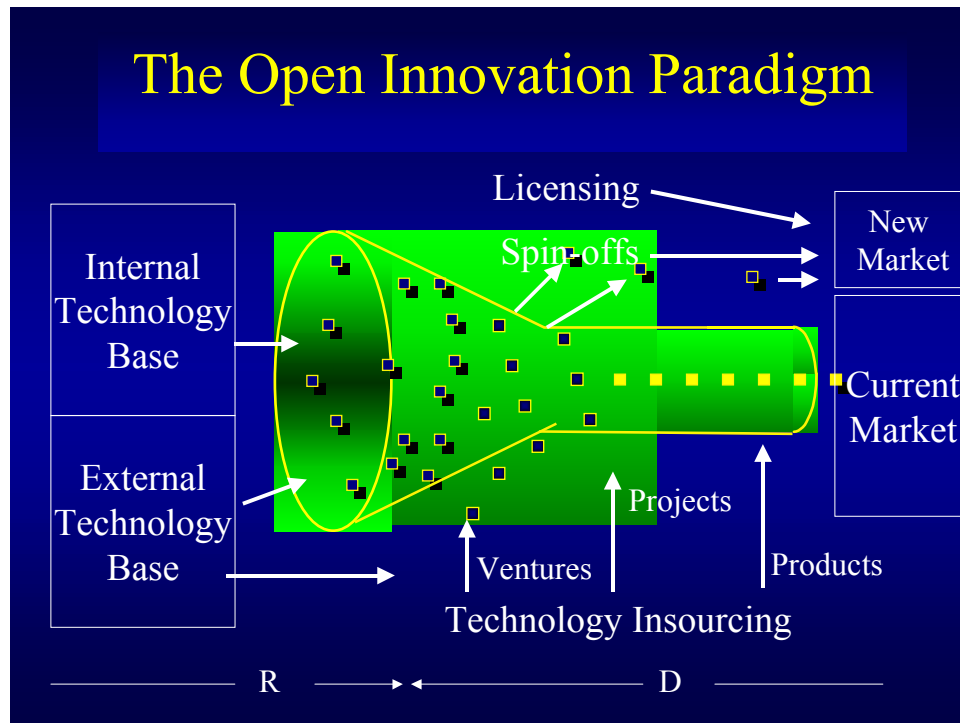 The Open Innovation Paradigm
Licensing
Spin-offs
New
Market
Internal
Technology
Base
Current
Market
External
Technology
Base
Projects
Ventures
Products
Technology Insourcing
R
D